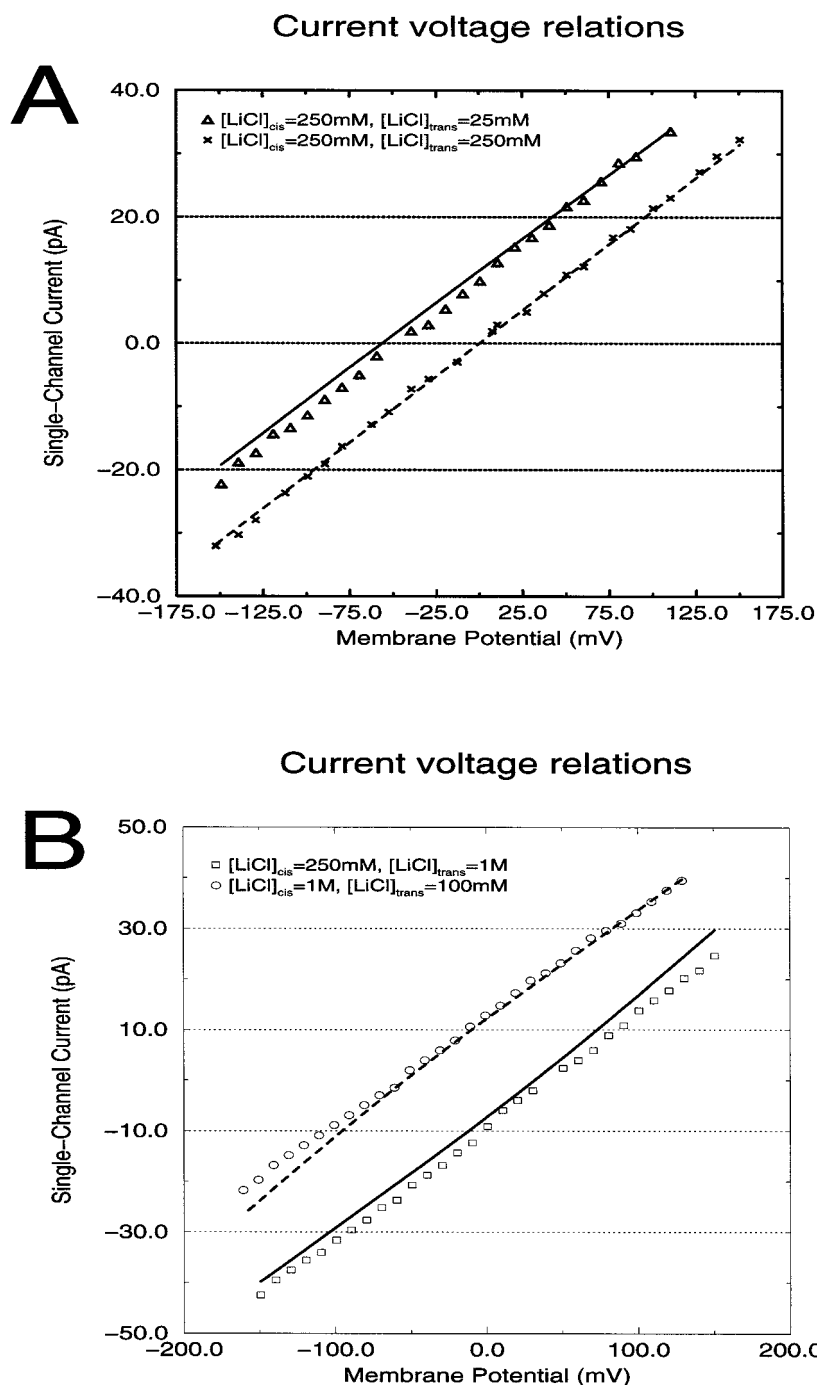 Current voltage relations
A
40.0
20.0
0.0
−20.0
−40.0
Single−Channel Current (pA)
[LiCl]cis=250mM, [LiCl]trans=25mM
[LiCl]cis=250mM, [LiCl]trans=250mM
−175.0 −125.0 −75.0 −25.0 25.0 75.0 125.0 175.0
Membrane Potential (mV)
Current voltage relations
B
50.0
30.0
10.0
−10.0
−30.0
−50.0
Single−Channel Current (pA)
[LiCl]cis=250mM, [LiCl]trans=1M
[LiCl]cis=1M, [LiCl]trans=100mM
−200.0 −100.0 0.0 100.0 200.0
Membrane Potential (mV)